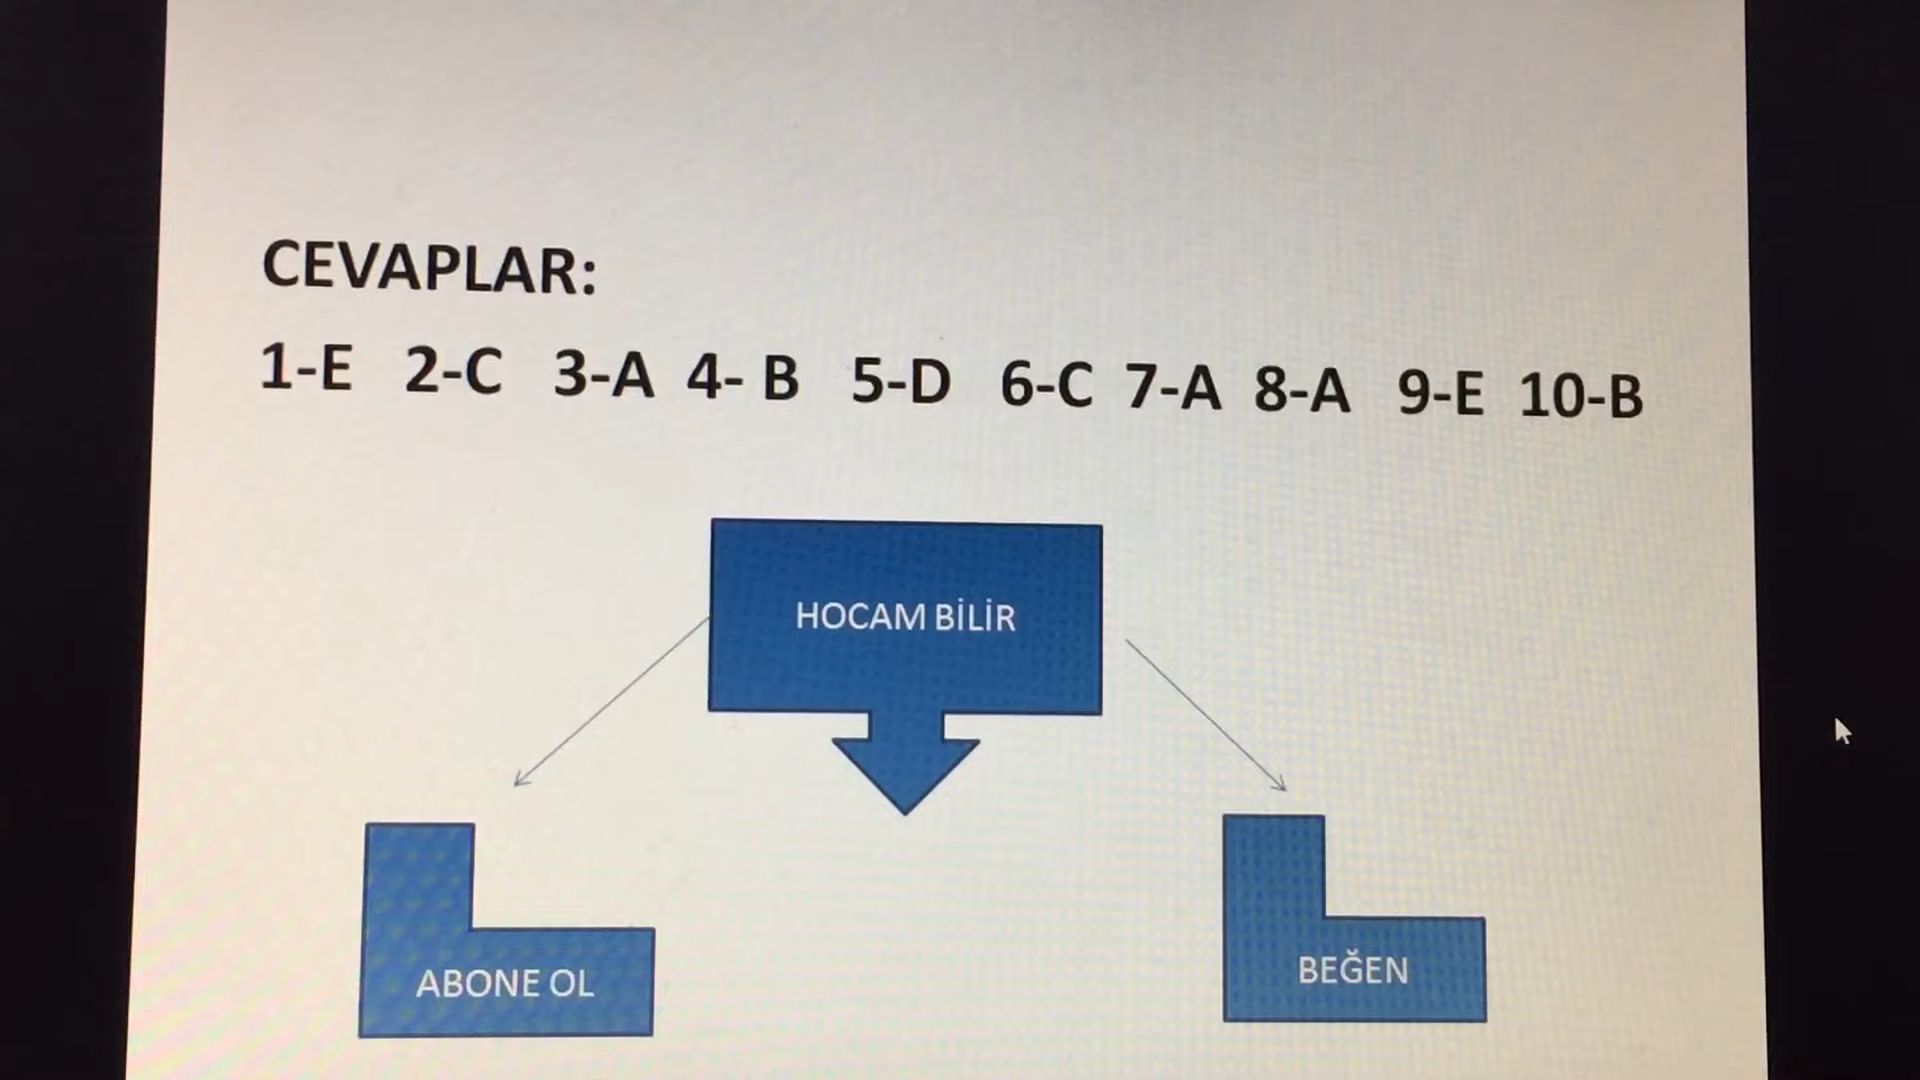 CEVAPLAR:
1-E 2-C 3-A 4- B 5-D 6-C 7-A 8-A 9-E 10-B
HOCAM BİLİR
ABONE OL
BEĞEN